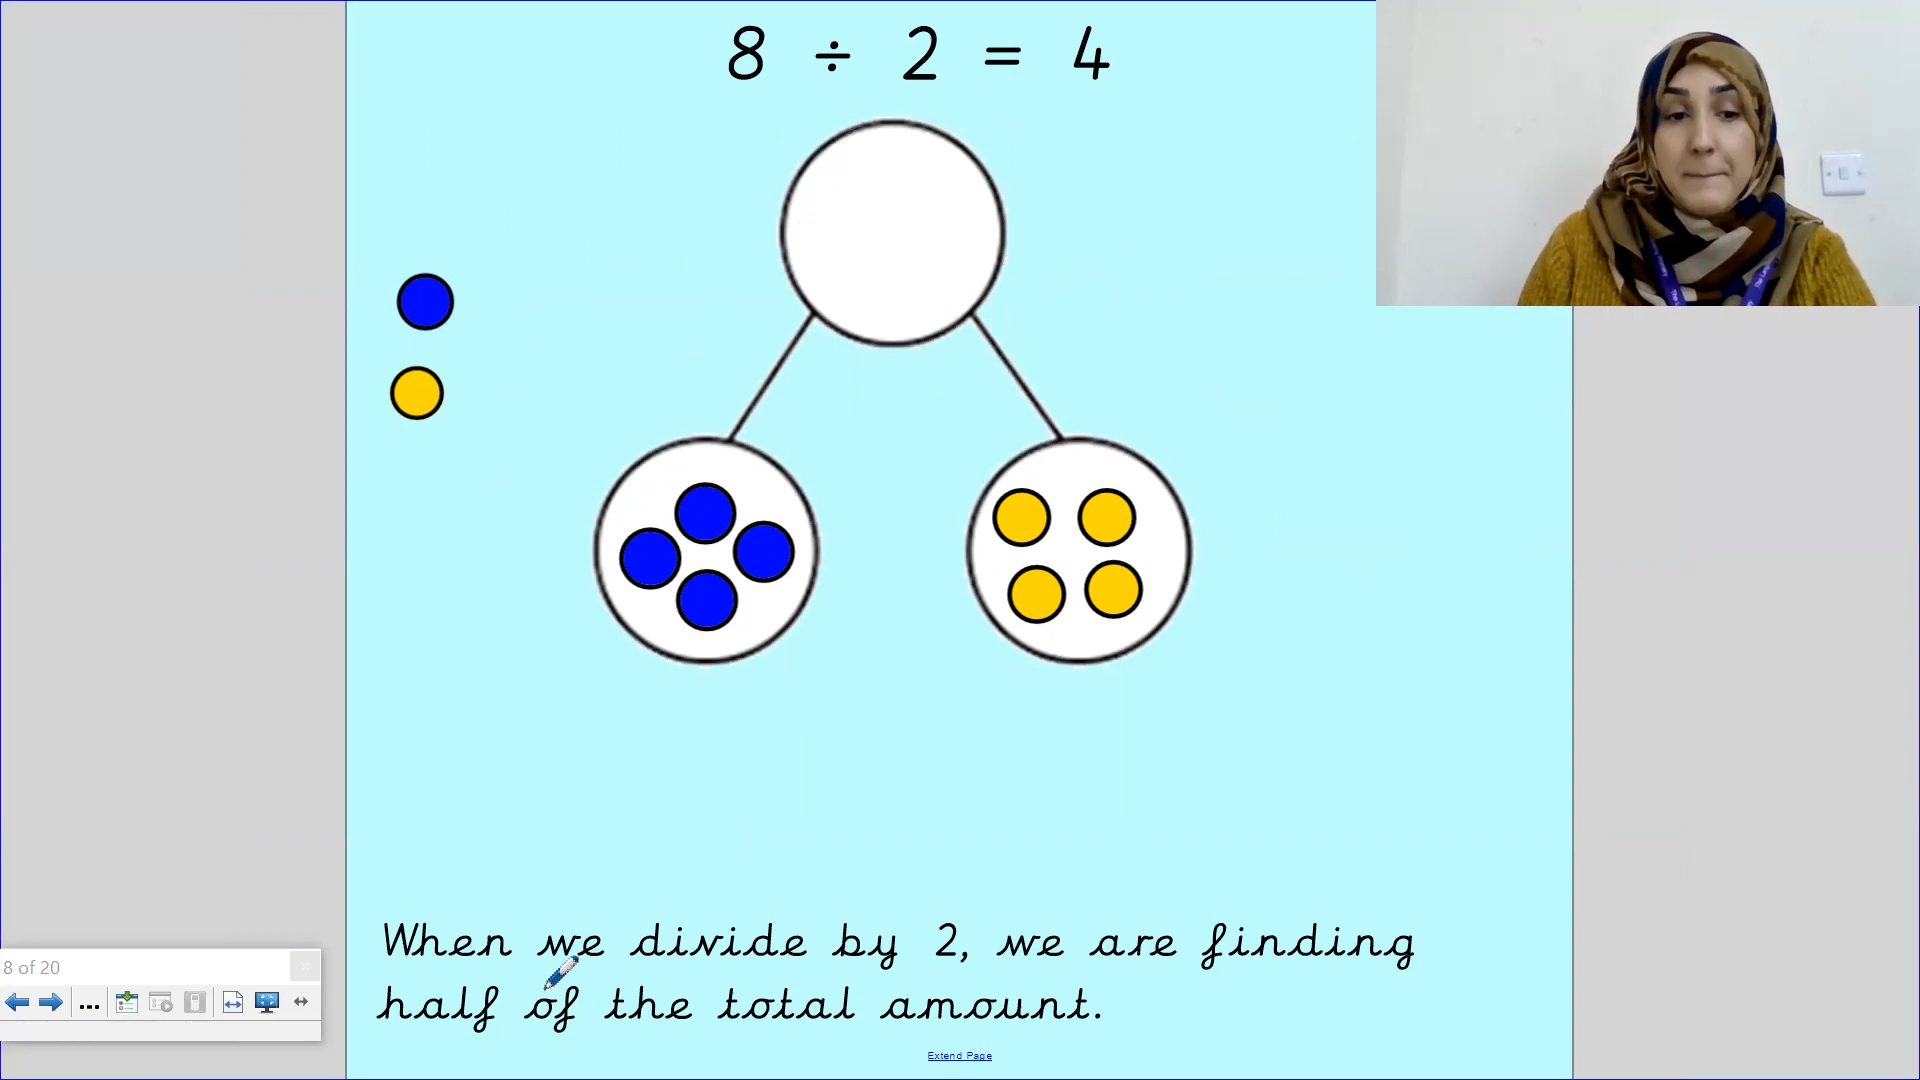 8 ÷ 2 = 4
When we divide by 2, we are finding
half of the total amount.
8 of 20
Extend Page